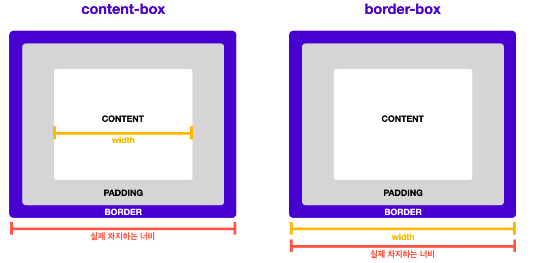 content-box
CONTENT
width
PADDING
BORDER
실제 차지하는 너비
border-box
CONTENT
PADDING
BORDER
width
실제 차지하는 너비